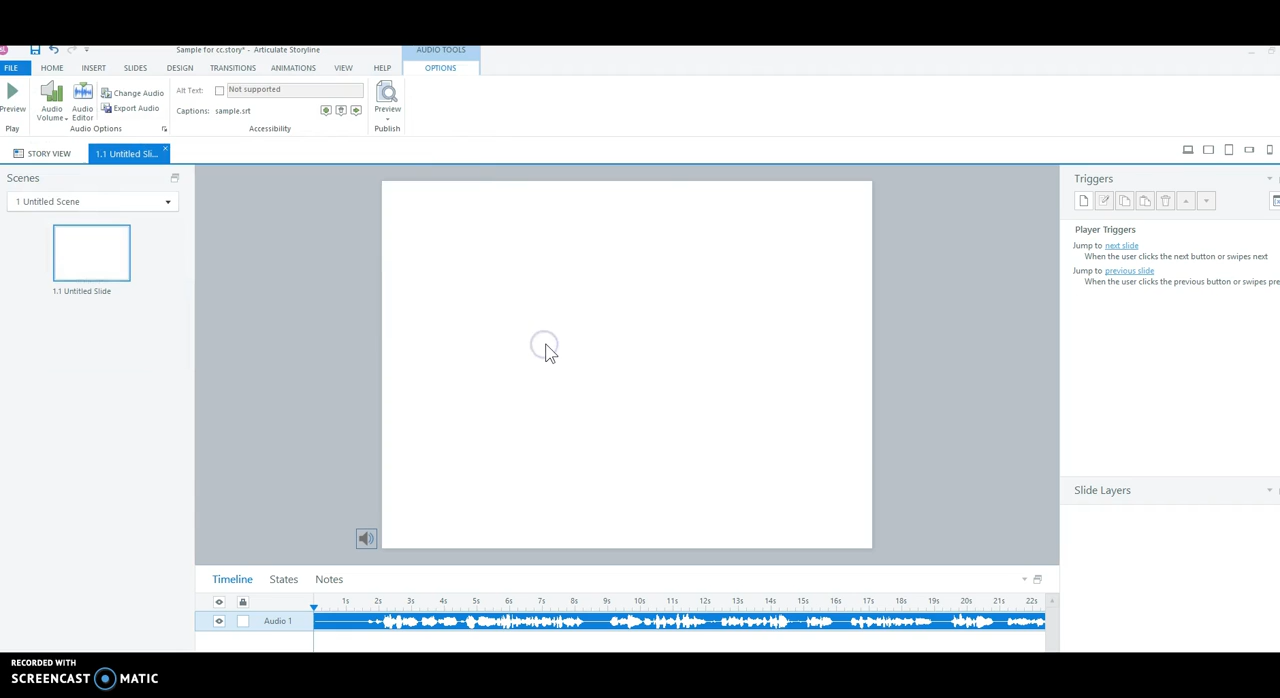 Sample for cc.story* - Articulate Storyline
AUDIO TOOLS
FILE HOME INSERT SLIDES DESIGN TRANSITIONS ANIMATIONS VIEW HELP OPTIONS
Preview
Play
Audio Volume
Audio Editor
Change Audio
Export Audio
Audio Options
Alt Text: Not supported
Captions: sample.srt
Accessibility
Preview
Publish
STORY VIEW
1.1 Untitled Sli...
Scenes
1 Untitled Scene
1.1 Untitled Slide
Triggers
Player Triggers
Jump to next slide
When the user clicks the next button or swipes next
Jump to previous slide
When the user clicks the previous button or swipes pre
Slide Layers
Timeline States Notes
1s 2s 3s 4s 5s 6s 7s 8s 9s 10s 11s 12s 13s 14s 15s 16s 17s 18s 19s 20s 21s 22s
Audio 1
RECORDED WITH
SCREENCAST MATIC